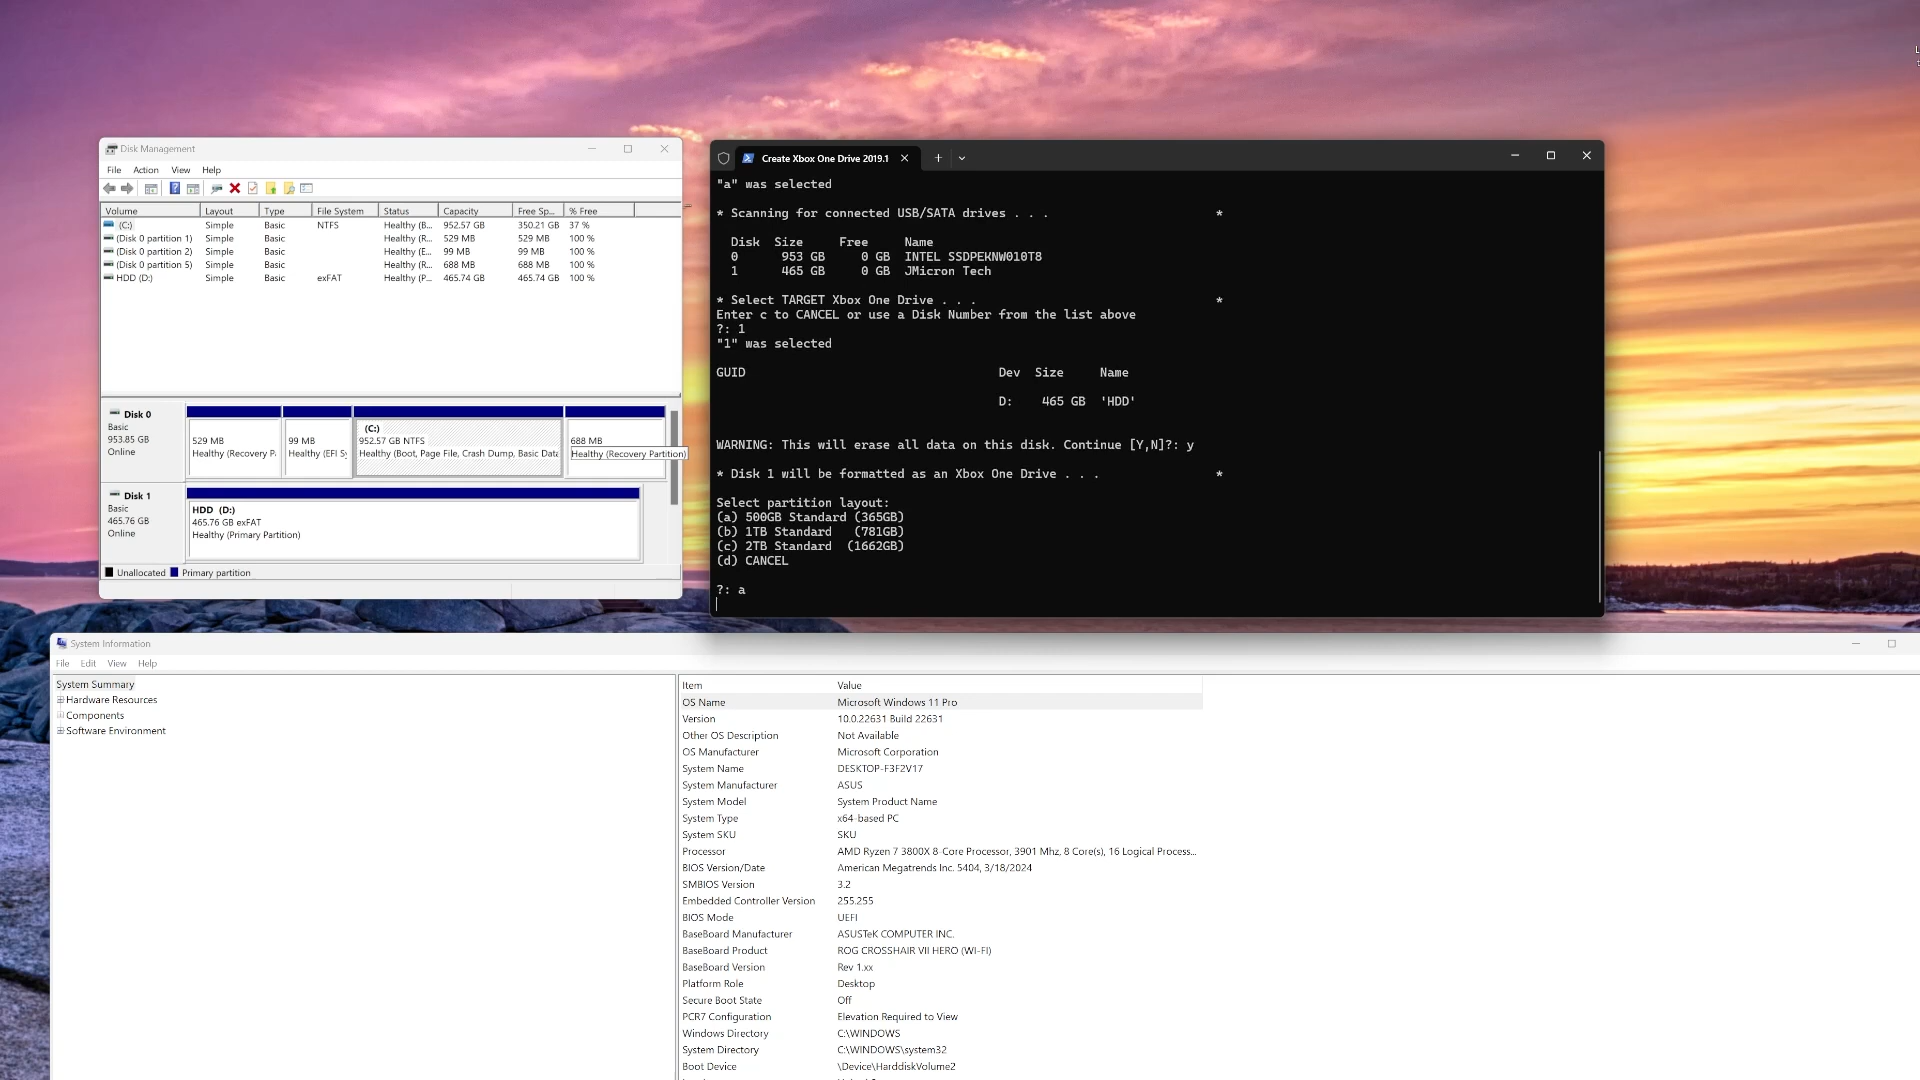 Disk Management
File Action View Help
Volume Layout Type File System Status Capacity Free Sp... % Free
(C:) Simple Basic NTFS Healthy (B... 952.57 GB 350.21 GB 37 %
(Disk 0 partition 1) Simple Basic Healthy (R... 529 MB 529 MB 100 %
(Disk 0 partition 2) Simple Basic Healthy (E... 99 MB 99 MB 100 %
(Disk 0 partition 5) Simple Basic Healthy (R... 688 MB 688 MB 100 %
HDD (D:) Simple Basic exFAT Healthy (P... 465.74 GB 465.74 GB 100 %
Disk 0
Basic
953.85 GB
Online
529 MB
Healthy (Recovery P
99 MB
Healthy (EFI Sy
(C:)
952.57 GB NTFS
Healthy (Boot, Page File, Crash Dump, Basic Data
688 MB
Healthy (Recovery Partition)
Disk 1
Basic
465.76 GB
Online
HDD (D:)
465.76 GB exFAT
Healthy (Primary Partition)
Unallocated Primary partition
Create Xbox One Drive 2019.1
"a" was selected
* Scanning for connected USB/SATA drives . . . *
Disk Size Free Name
0 953 GB 0 GB INTEL SSDPEKNW010T8
1 465 GB 0 GB JMicron Tech
* Select TARGET Xbox One Drive . . . *
Enter c to CANCEL or use a Disk Number from the list above
?: 1
"1" was selected
GUID Dev Size Name
D: 465 GB 'HDD'
WARNING: This will erase all data on this disk. Continue [Y,N]?: y
* Disk 1 will be formatted as an Xbox One Drive . . . *
Select partition layout:
(a) 500GB Standard (365GB)
(b) 1TB Standard (781GB)
(c) 2TB Standard (1662GB)
(d) CANCEL
?: a
System Information
File Edit View Help
System Summary
Hardware Resources
Components
Software Environment
Item Value
OS Name Microsoft Windows 11 Pro
Version 10.0.22631 Build 22631
Other OS Description Not Available
OS Manufacturer Microsoft Corporation
System Name DESKTOP-F3F2V17
System Manufacturer ASUS
System Model System Product Name
System Type x64-based PC
System SKU SKU
Processor AMD Ryzen 7 3800X 8-Core Processor, 3901 Mhz, 8 Core(s), 16 Logical Process...
BIOS Version/Date American Megatrends Inc. 5404, 3/18/2024
SMBIOS Version 3.2
Embedded Controller Version 255.255
BIOS Mode UEFI
BaseBoard Manufacturer ASUSTeK COMPUTER INC.
BaseBoard Product ROG CROSSHAIR VII HERO (WI-FI)
BaseBoard Version Rev 1.xx
Platform Role Desktop
Secure Boot State Off
PCR7 Configuration Elevation Required to View
Windows Directory C:\WINDOWS
System Directory C:\WINDOWS\system32
Boot Device \Device\HarddiskVolume2